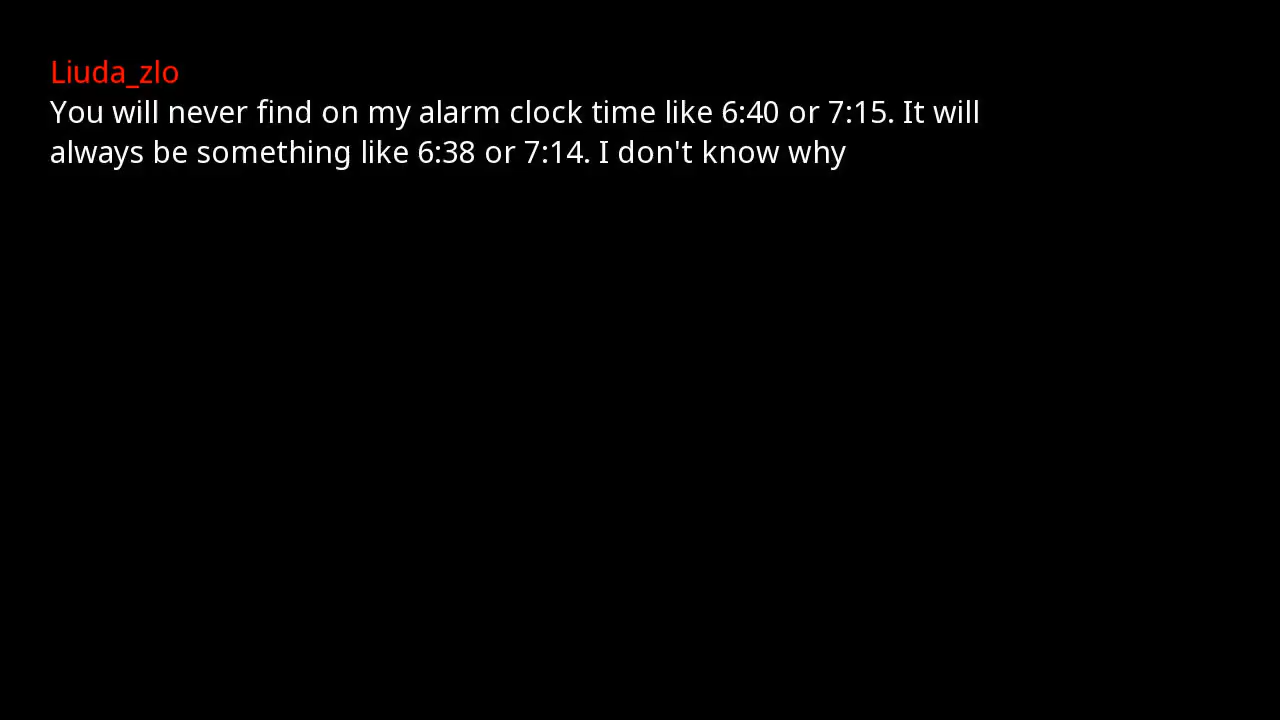 Liuda_zlo
You will never find on my alarm clock time like 6:40 or 7:15. It will
always be something like 6:38 or 7:14. I don't know why